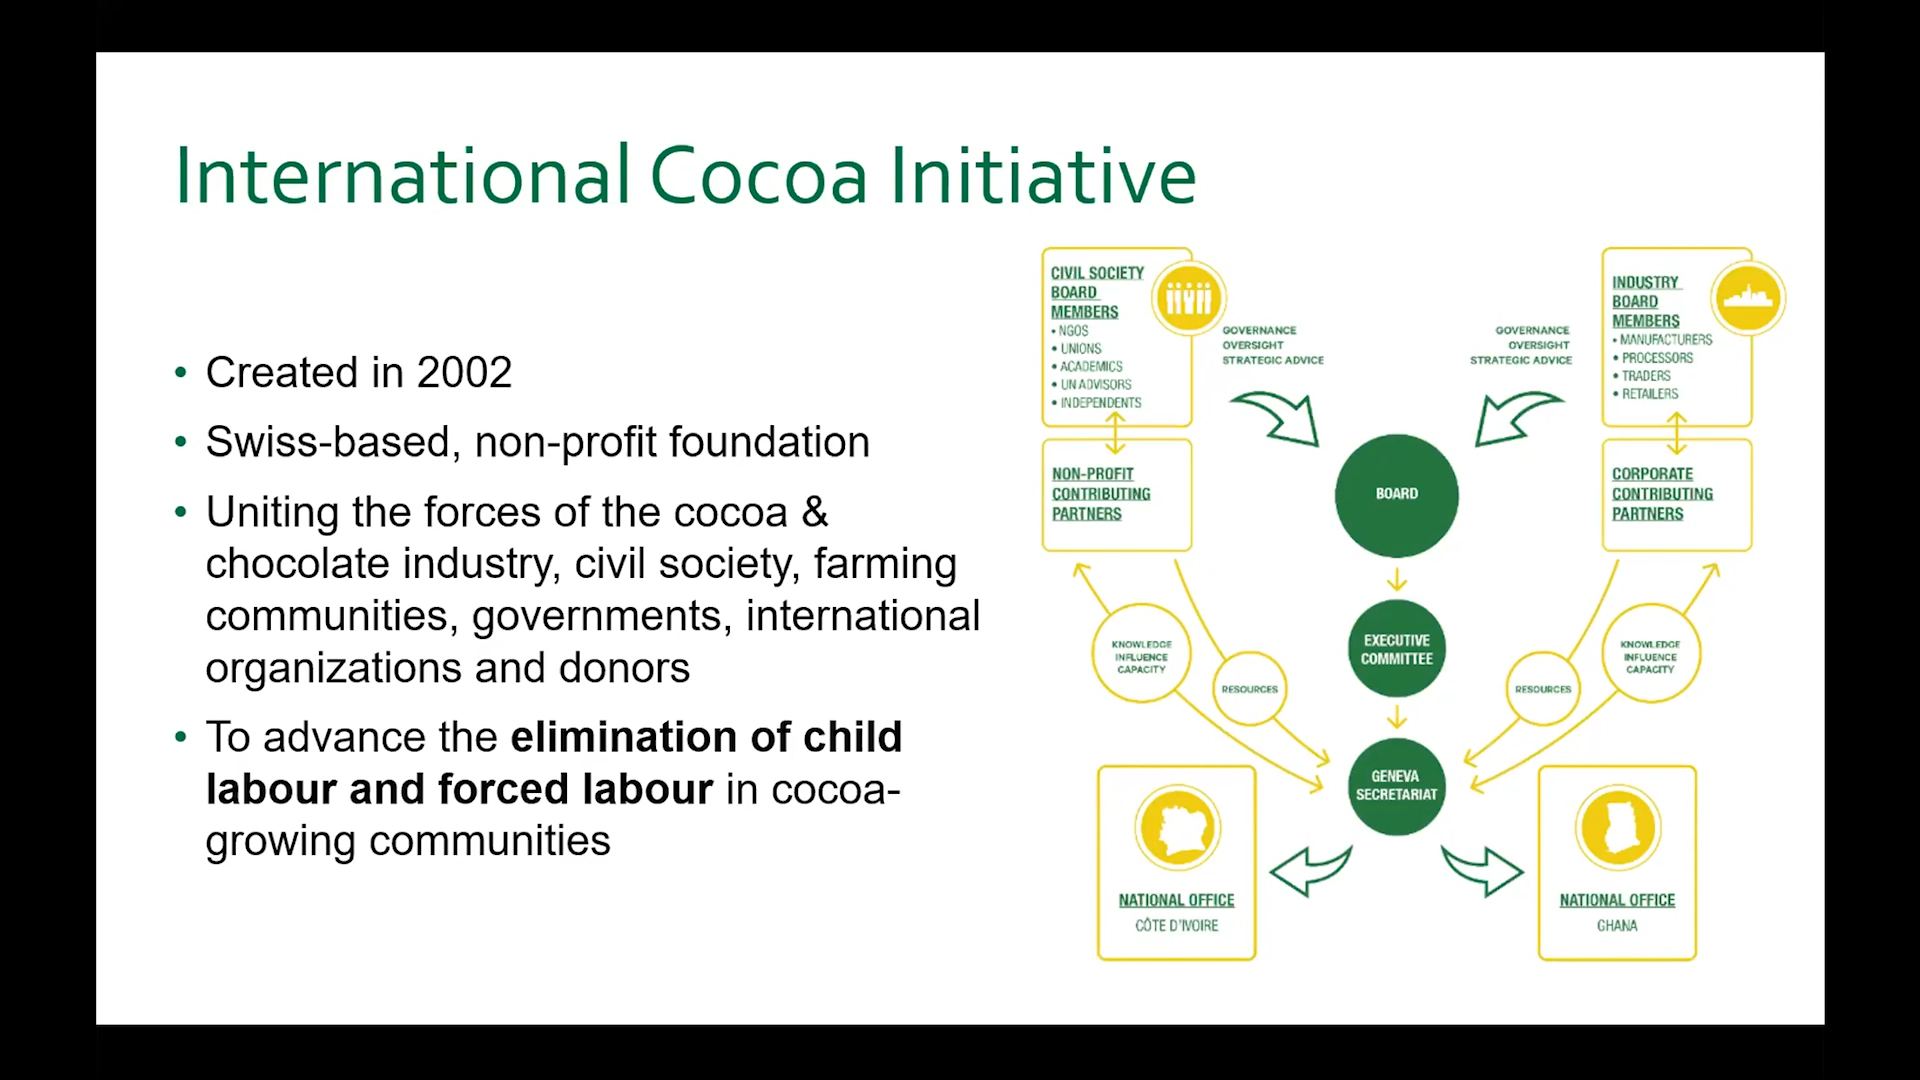 International Cocoa Initiative
• Created in 2002
• Swiss-based, non-profit foundation
• Uniting the forces of the cocoa &
chocolate industry, civil society, farming
communities, governments, international
organizations and donors
• To advance the elimination of child
labour and forced labour in cocoa-
growing communities
CIVIL SOCIETY
BOARD
MEMBERS
• NGOS
• UNIONS
• ACADEMICS
• UN ADVISORS
• INDEPENDENTS
GOVERNANCE
OVERSIGHT
STRATEGIC ADVICE
GOVERNANCE
OVERSIGHT
STRATEGIC ADVICE
INDUSTRY
BOARD
MEMBERS
• MANUFACTURERS
• PROCESSORS
• TRADERS
• RETAILERS
NON-PROFIT
CONTRIBUTING
PARTNERS
BOARD
CORPORATE
CONTRIBUTING
PARTNERS
KNOWLEDGE
INFLUENCE
CAPACITY
RESOURCES
EXECUTIVE
COMMITTEE
RESOURCES
KNOWLEDGE
INFLUENCE
CAPACITY
GENEVA
SECRETARIAT
NATIONAL OFFICE
CÔTE D'IVOIRE
NATIONAL OFFICE
GHANA